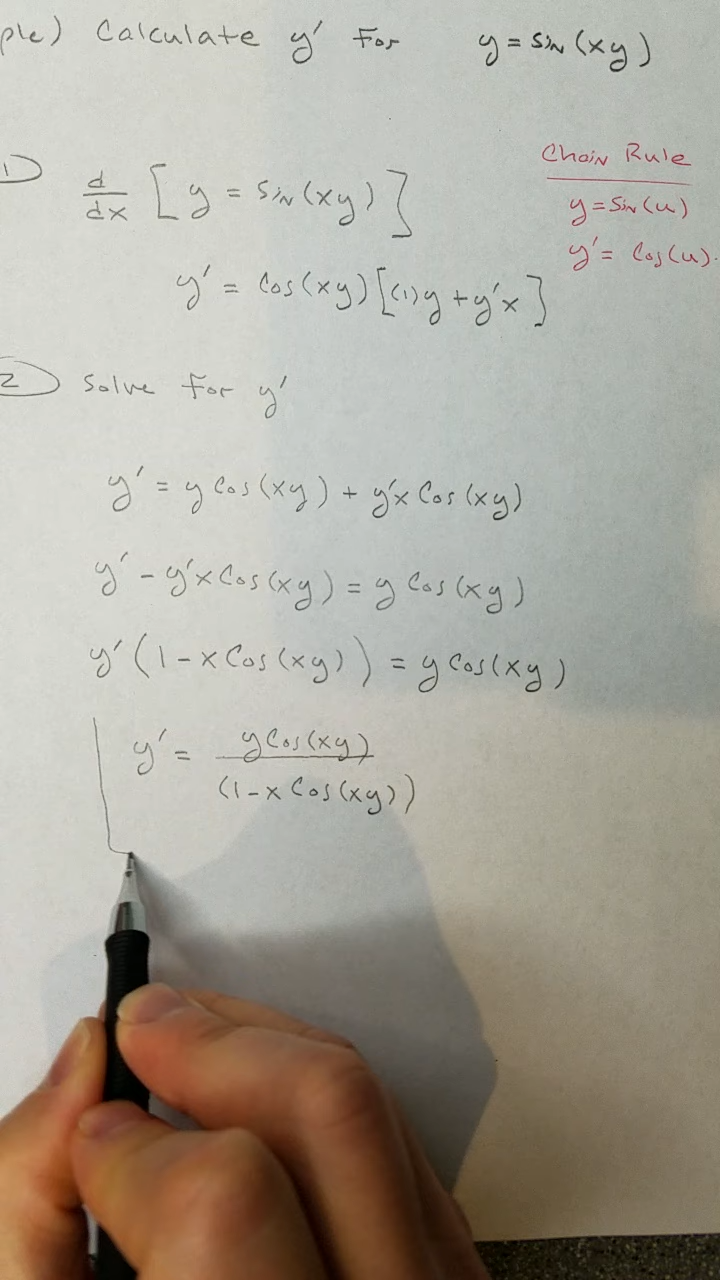 ple) Calculate y' For y = sin(xy)
1) d/dx [y = sin(xy)]
y' = cos(xy)[(1)y + y'x]
Chain Rule
y = sin(u)
y' = cos(u).
2 Solve for y'
y' = y cos(xy) + y'x cos(xy)
y' - y'x cos(xy) = y cos(xy)
y'(1 - x cos(xy)) = y cos(xy)
y' = y cos(xy) / (1 - x cos(xy))